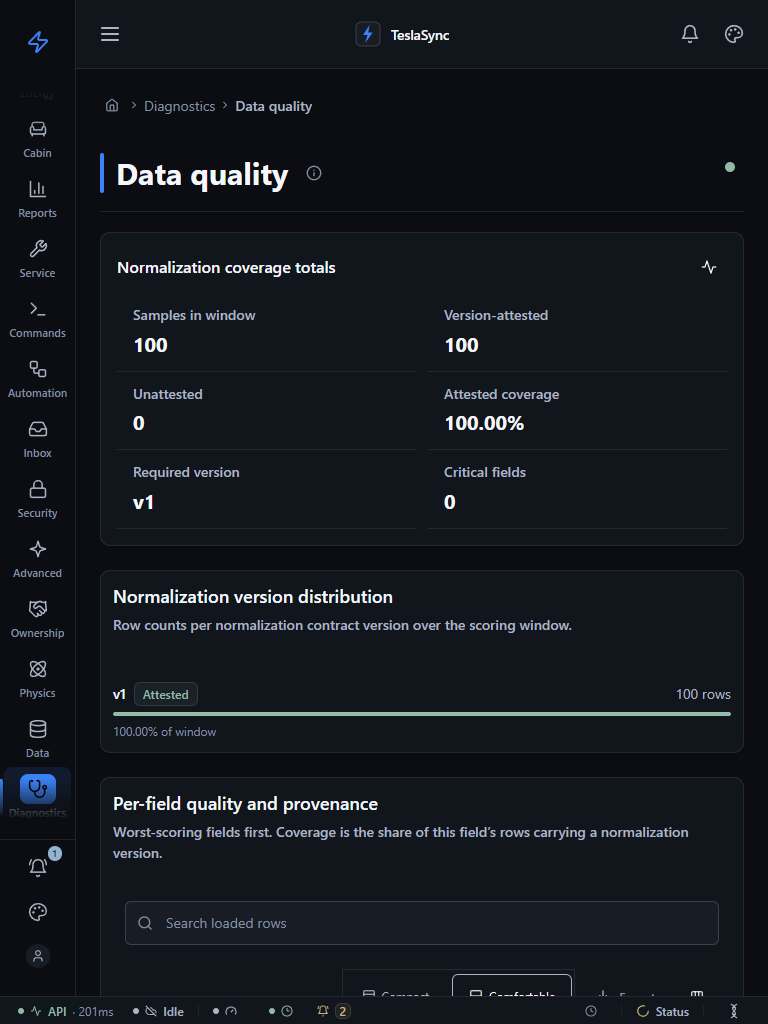 TeslaSync
Energy
Cabin
Reports
Service
Commands
Automation
Inbox
Security
Advanced
Ownership
Physics
Data
Diagnostics
1
Diagnostics
Data quality
Data quality
Normalization coverage totals
Samples in window
100
Version-attested
100
Unattested
0
Attested coverage
100.00%
Required version
v1
Critical fields
0
Normalization version distribution
Row counts per normalization contract version over the scoring window.
v1 Attested 100 rows
100.00% of window
Per-field quality and provenance
Worst-scoring fields first. Coverage is the share of this field's rows carrying a normalization
version.
Search loaded rows
Compact Comfortable
API · 201ms Idle 2 Status